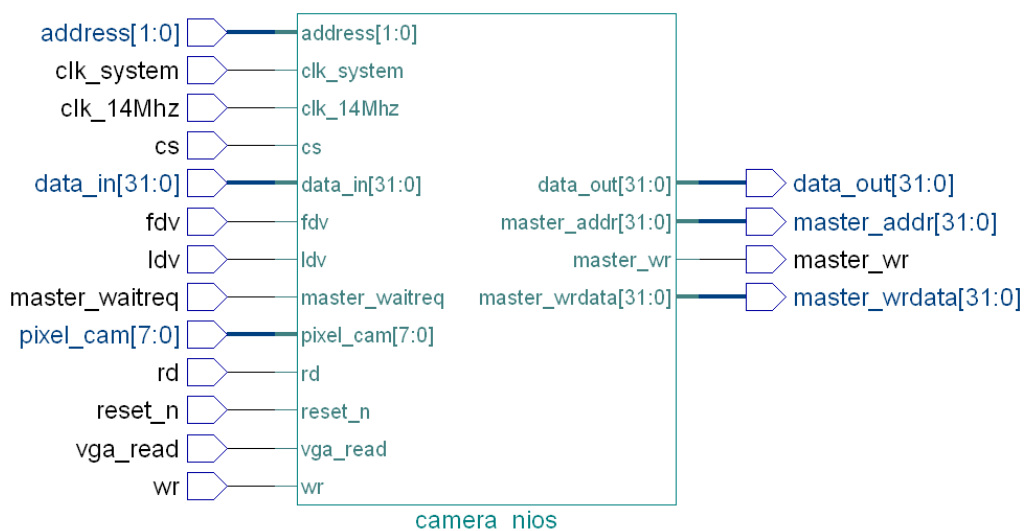 address[1:0] address[1:0]
clk_system clk_system
clk_14Mhz clk_14Mhz
cs cs
data_in[31:0] data_in[31:0] data_out[31:0] data_out[31:0]
fdv fdv master_addr[31:0] master_addr[31:0]
ldv ldv master_wr master_wr
master_waitreq master_waitreq master_wrdata[31:0] master_wrdata[31:0]
pixel_cam[7:0] pixel_cam[7:0]
rd rd
reset_n reset_n
vga_read vga_read
wr wr
camera_nios